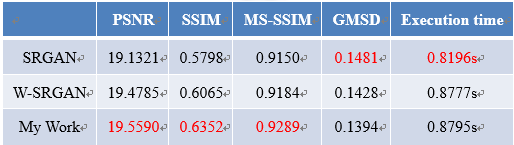 PSNR SSIM MS-SSIM GMSD Execution time
SRGAN 19.1321 0.5798 0.9150 0.1481 0.8196s
W-SRGAN 19.4785 0.6065 0.9184 0.1428 0.8777s
My Work 19.5590 0.6352 0.9289 0.1394 0.8795s